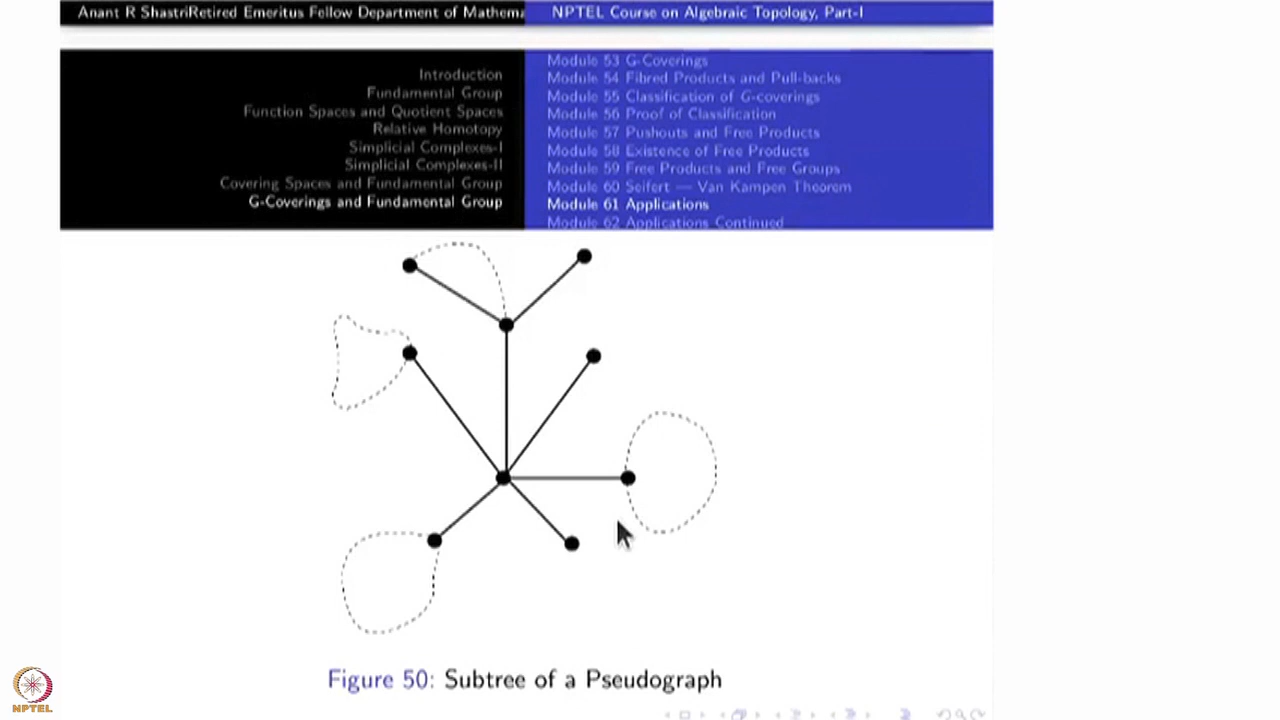 Anant R ShastriRetired Emeritus Fellow Department of Mathema
NPTEL Course on Algebraic Topology, Part-I
Introduction
Fundamental Group
Function Spaces and Quotient Spaces
Relative Homotopy
Simplicial Complexes-I
Simplicial Complexes-II
Covering Spaces and Fundamental Group
G-Coverings and Fundamental Group
Module 53 G-Coverings
Module 54 Fibred Products and Pull-backs
Module 55 Classification of G-coverings
Module 56 Proof of Classification
Module 57 Pushouts and Free Products
Module 58 Existence of Free Products
Module 59 Free Products and Free Groups
Module 60 Seifert — Van Kampen Theorem
Module 61 Applications
Module 62 Applications Continued
Figure 50: Subtree of a Pseudograph
NPTEL